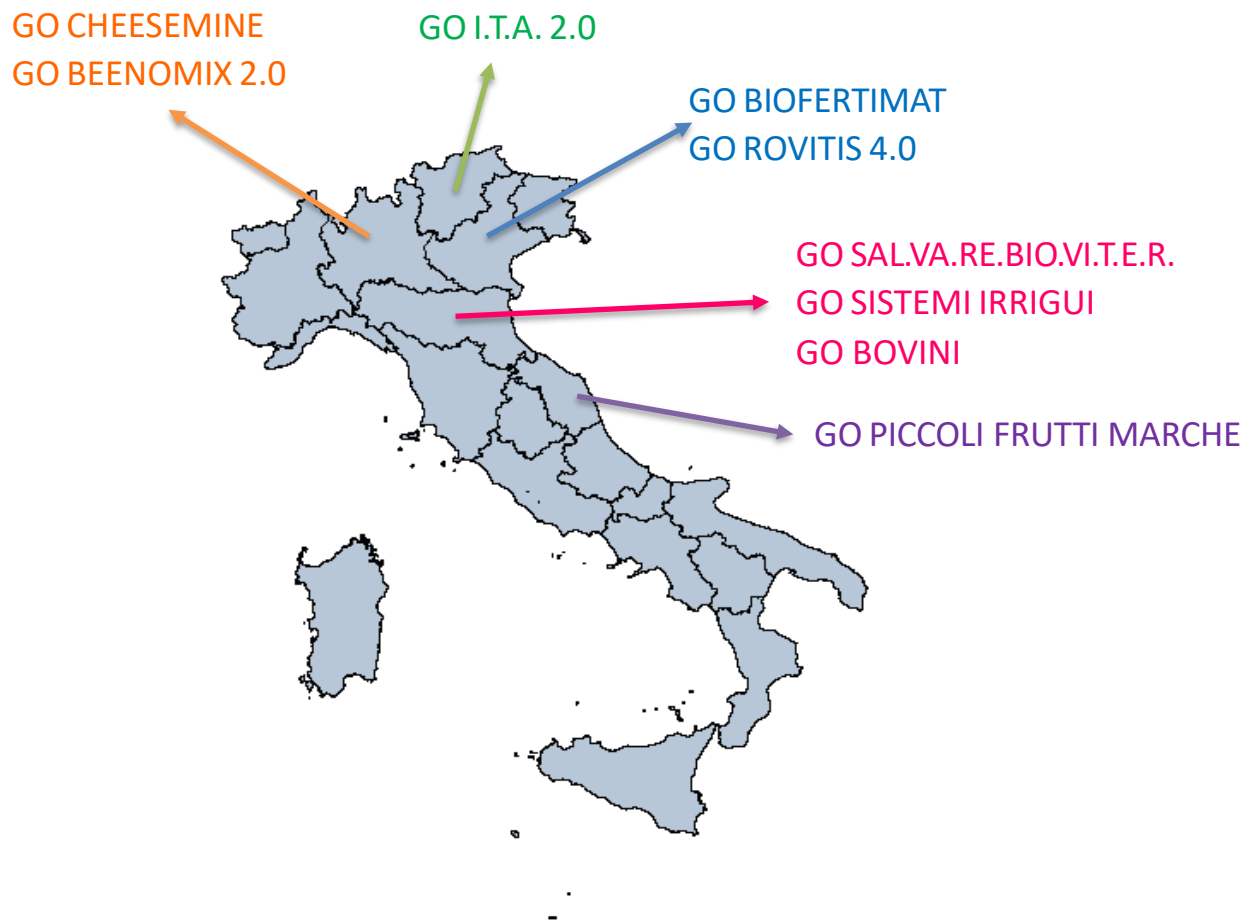 GO CHEESEMINE
GO BEENOMIX 2.0
GO I.T.A. 2.0
GO BIOFERTIMAT
GO ROVITIS 4.0
GO SAL.VA.RE.BIO.VI.T.E.R.
GO SISTEMI IRRIGUI
GO BOVINI
GO PICCOLI FRUTTI MARCHE